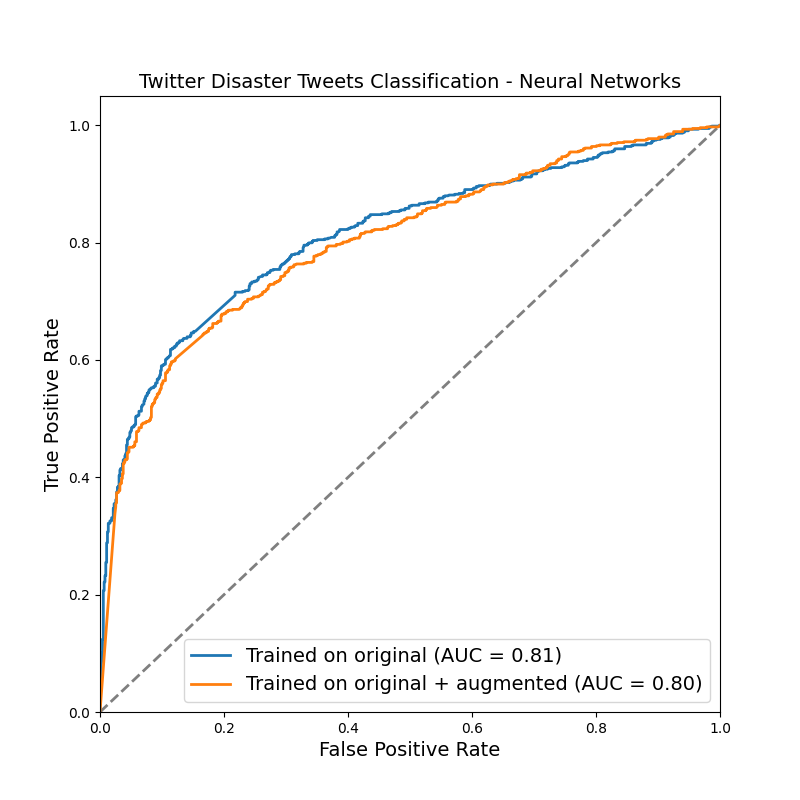 Twitter Disaster Tweets Classification - Neural Networks
True Positive Rate
1.0
0.8
0.6
0.4
0.2
0.0
Trained on original (AUC = 0.81)
Trained on original + augmented (AUC = 0.80)
0.0 0.2 0.4 0.6 0.8 1.0
False Positive Rate